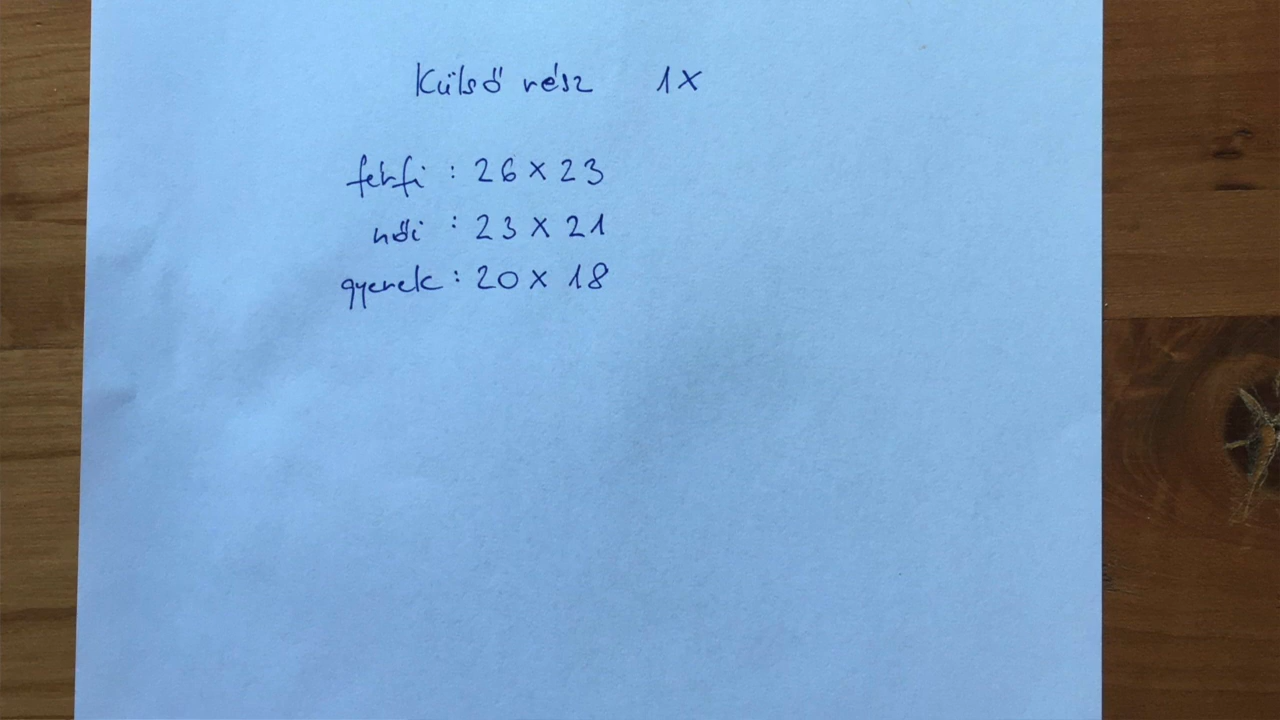 Külső rész 1x
férfi : 26 x 23
női : 23 x 21
gyerek : 20 x 18